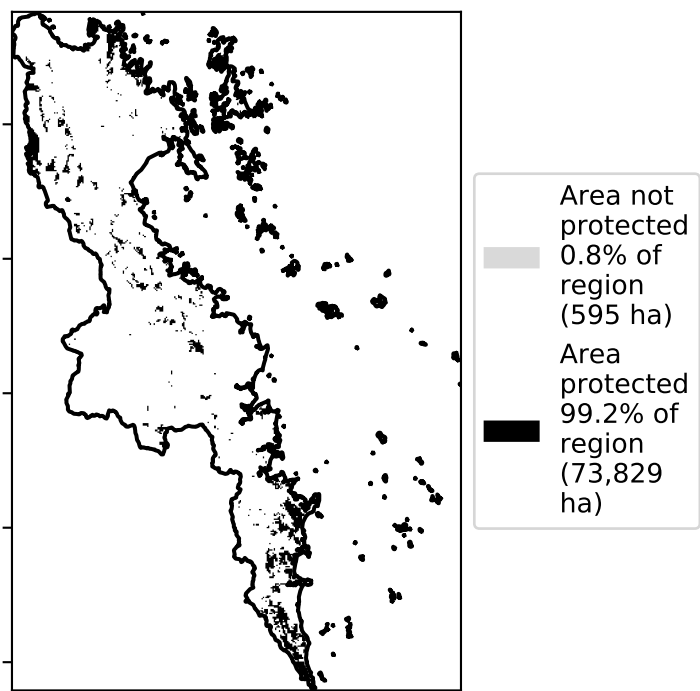 Area not
protected
0.8% of
region
(595 ha)
Area
protected
99.2% of
region
(73,829
ha)